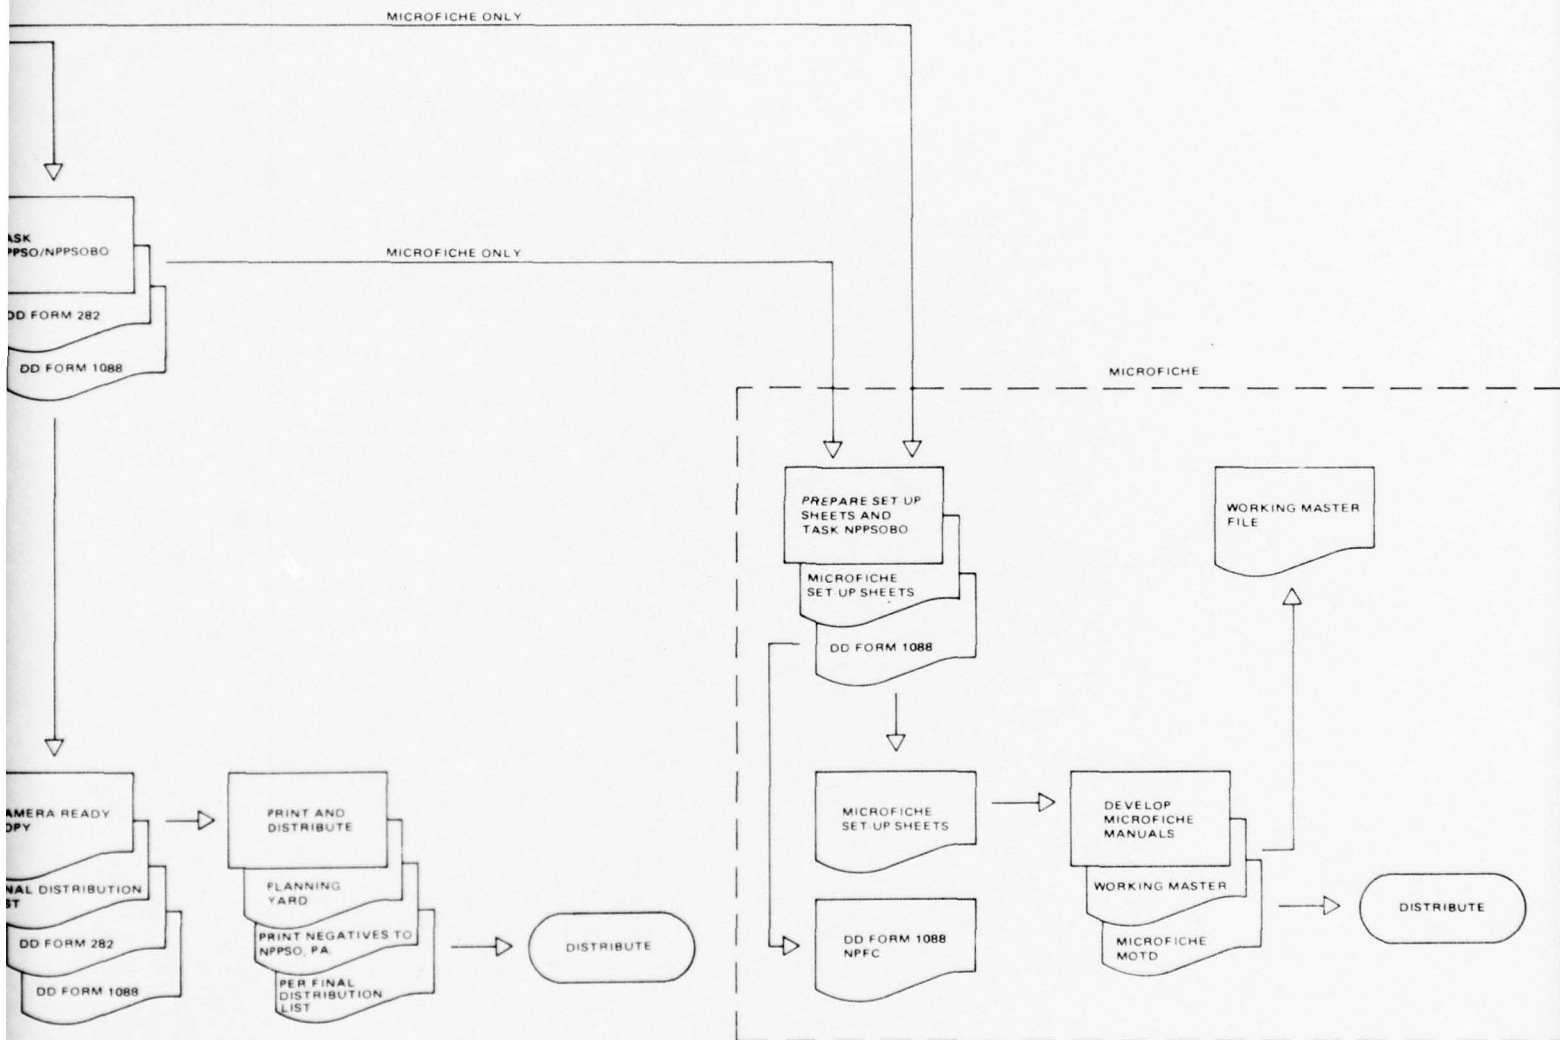 MICROFICHE ONLY
ASK
PPSO/NPPSOBO
DD FORM 282
DD FORM 1088
MICROFICHE ONLY
MICROFICHE
PREPARE SET UP
SHEETS AND
TASK NPPSOBO
MICROFICHE
SET UP SHEETS
DD FORM 1088
WORKING MASTER
FILE
AMERA READY
OPY
NAL DISTRIBUTION
ST
DD FORM 282
DD FORM 1088
PRINT AND
DISTRIBUTE
PLANNING
YARD
PRINT NEGATIVES TO
NPPSO, PA.
PER FINAL
DISTRIBUTION
LIST
DISTRIBUTE
MICROFICHE
SET UP SHEETS
DD FORM 1088
NPFC
DEVELOP
MICROFICHE
MANUALS
WORKING MASTER
MICROFICHE
MOTD
DISTRIBUTE